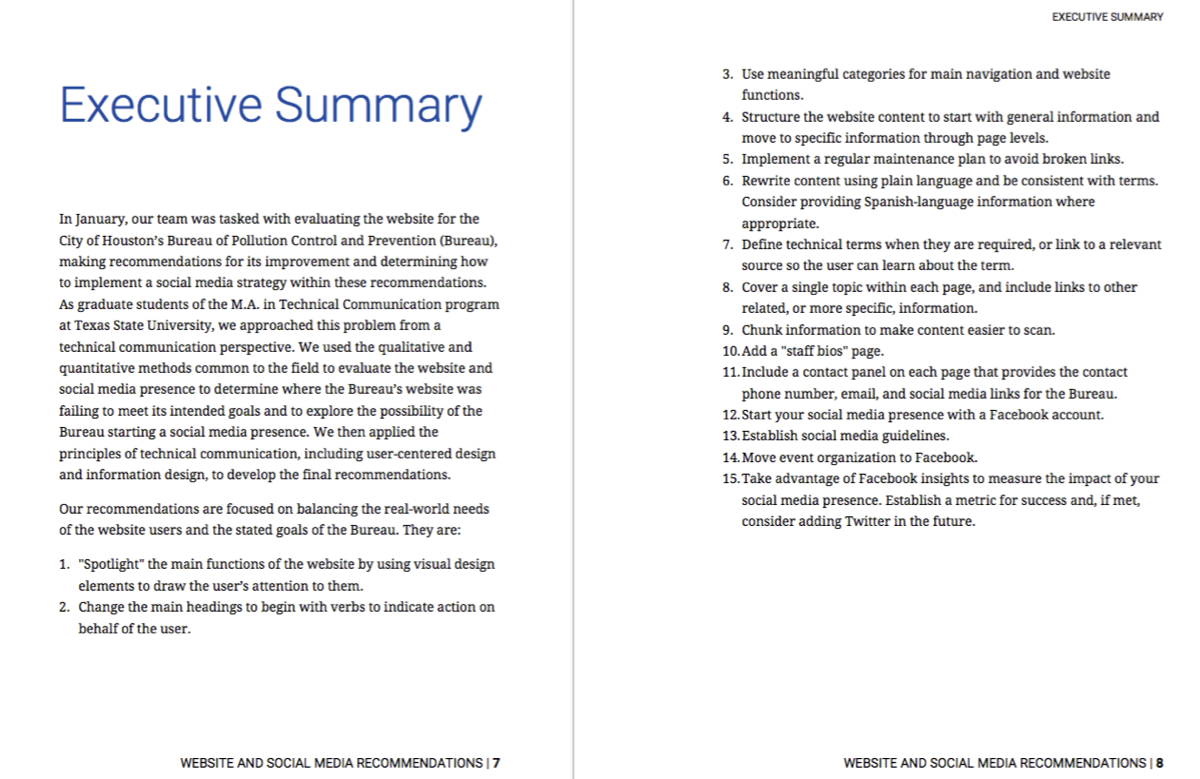 Executive Summary
In January, our team was tasked with evaluating the website for the
City of Houston's Bureau of Pollution Control and Prevention (Bureau),
making recommendations for its improvement and determining how
to implement a social media strategy within these recommendations.
As graduate students of the M.A. in Technical Communication program
at Texas State University, we approached this problem from a
technical communication perspective. We used the qualitative and
quantitative methods common to the field to evaluate the website and
social media presence to determine where the Bureau's website was
failing to meet its intended goals and to explore the possibility of the
Bureau starting a social media presence. We then applied the
principles of technical communication, including user-centered design
and information design, to develop the final recommendations.
Our recommendations are focused on balancing the real-world needs
of the website users and the stated goals of the Bureau. They are:
1. "Spotlight" the main functions of the website by using visual design
elements to draw the user's attention to them.
2. Change the main headings to begin with verbs to indicate action on
behalf of the user.
WEBSITE AND SOCIAL MEDIA RECOMMENDATIONS | 7
EXECUTIVE SUMMARY
3. Use meaningful categories for main navigation and website
functions.
4. Structure the website content to start with general information and
move to specific information through page levels.
5. Implement a regular maintenance plan to avoid broken links.
6. Rewrite content using plain language and be consistent with terms.
Consider providing Spanish-language information where
appropriate.
7. Define technical terms when they are required, or link to a relevant
source so the user can learn about the term.
8. Cover a single topic within each page, and include links to other
related, or more specific, information.
9. Chunk information to make content easier to scan.
10. Add a "staff bios" page.
11. Include a contact panel on each page that provides the contact
phone number, email, and social media links for the Bureau.
12. Start your social media presence with a Facebook account.
13. Establish social media guidelines.
14. Move event organization to Facebook.
15. Take advantage of Facebook insights to measure the impact of your
social media presence. Establish a metric for success and, if met,
consider adding Twitter in the future.
WEBSITE AND SOCIAL MEDIA RECOMMENDATIONS | 8